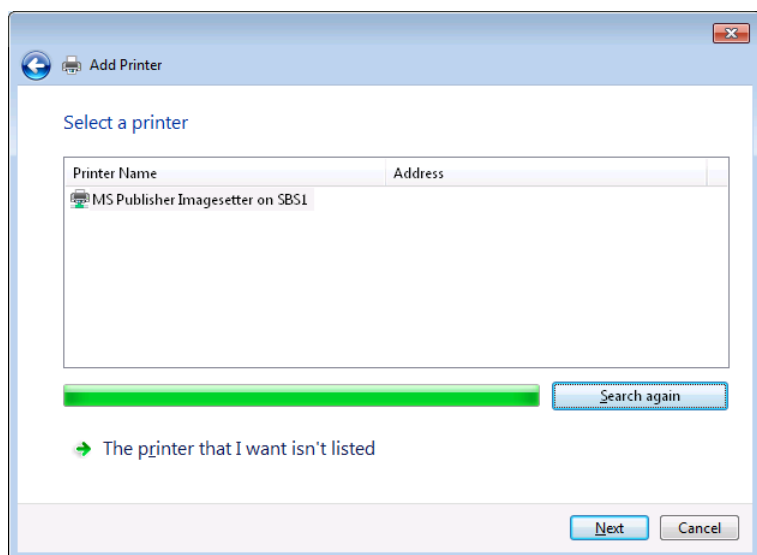 Add Printer
Select a printer
Printer Name Address
MS Publisher Imagesetter on SBS1
Search again
The printer that I want isn't listed
Next Cancel